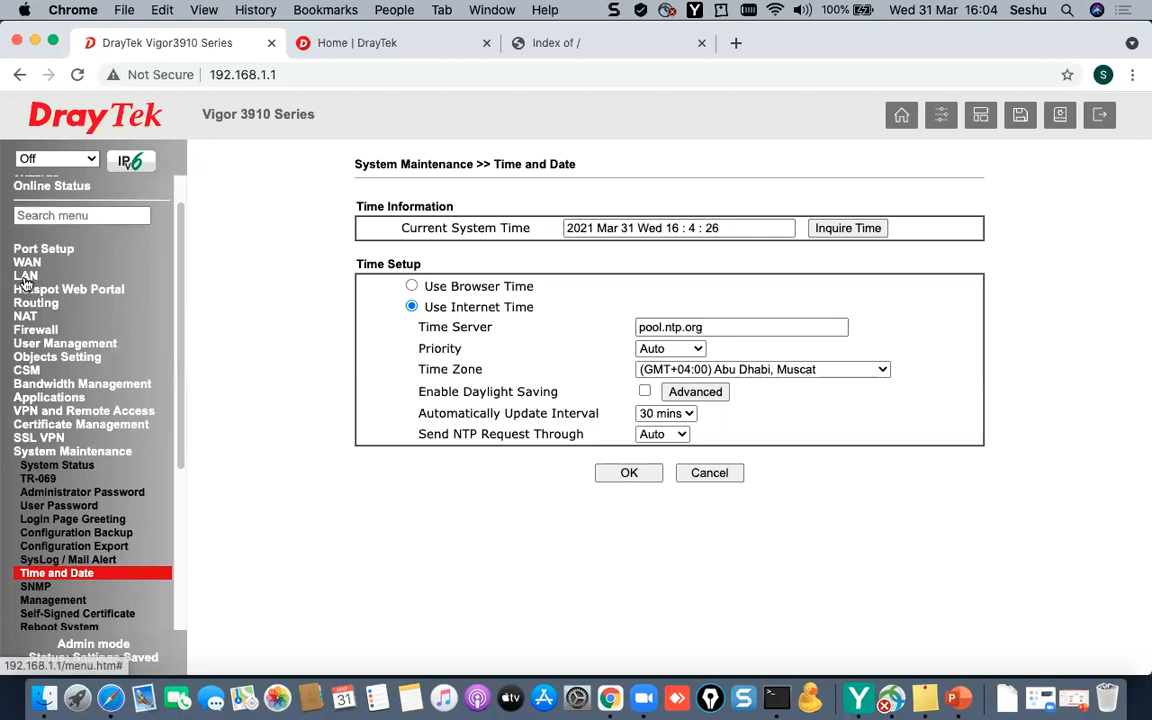 Chrome File Edit View History Bookmarks People Tab Window Help 100% Wed 31 Mar 16:04 Seshu
DrayTek Vigor3910 Series
Home | DrayTek
Index of /
Not Secure 192.168.1.1
S
DrayTek
Vigor 3910 Series
Off
IPv6
Online Status
Search menu
Port Setup
WAN
LAN
Hotspot Web Portal
Routing
NAT
Firewall
User Management
Objects Setting
CSM
Bandwidth Management
Applications
VPN and Remote Access
Certificate Management
SSL VPN
System Maintenance
System Status
TR-069
Administrator Password
User Password
Login Page Greeting
Configuration Backup
Configuration Export
SysLog / Mail Alert
Time and Date
SNMP
Management
Self-Signed Certificate
Reboot System
Admin mode
Status: Settings Saved
192.168.1.1/menu.htm#
System Maintenance >> Time and Date
Time Information
Current System Time 2021 Mar 31 Wed 16 : 4 : 26 Inquire Time
Time Setup
Use Browser Time
Use Internet Time
Time Server pool.ntp.org
Priority Auto
Time Zone (GMT+04:00) Abu Dhabi, Muscat
Enable Daylight Saving Advanced
Automatically Update Interval 30 mins
Send NTP Request Through Auto
OK Cancel